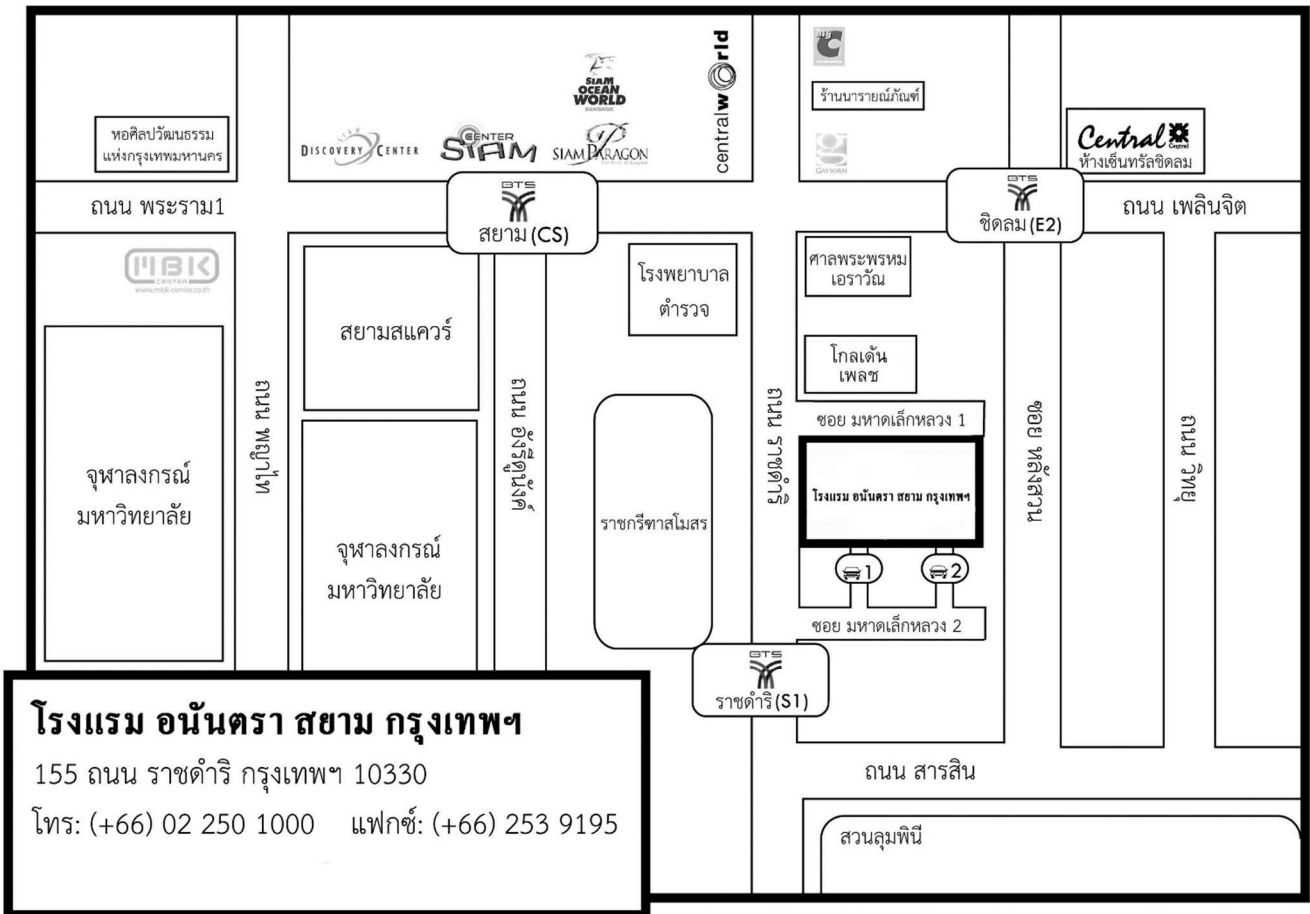 หอศิลปวัฒนธรรม
แห่งกรุงเทพมหานคร
DISCOVERY CENTER
CENTER
SIAM
SIAM
OCEAN
WORLD
BANGKOK
SIAM PARAGON
centralworld
BIG
C
ร้านนารายณ์ภัณฑ์
GAYSORN
Central
Central
ห้างเซ็นทรัลชิดลม
ถนน พระราม1
BTS
สยาม (CS)
BTS
ชิดลม (E2)
ถนน เพลินจิต
MBK
CENTER
www.mbk-center.co.th
สยามสแควร์
โรงพยาบาล
ตำรวจ
ศาลพระพรหม
เอราวัณ
โกลเด้น
เพลช
จุฬาลงกรณ์
มหาวิทยาลัย
ถนน พญาไท
จุฬาลงกรณ์
มหาวิทยาลัย
ถนน อังรีดูนังต์
ราชกรีฑาสโมสร
ถนน ราชดำริ
ซอย มหาดเล็กหลวง 1
โรงแรม อนันตรา สยาม กรุงเทพฯ
1
2
ซอย มหาดเล็กหลวง 2
ซอย หลังสวน
ถนน วิทยุ
BTS
ราชดำริ (S1)
ถนน สารสิน
สวนลุมพินี
โรงแรม อนันตรา สยาม กรุงเทพฯ
155 ถนน ราชดำริ กรุงเทพฯ 10330
โทร: (+66) 02 250 1000 แฟกซ์: (+66) 253 9195